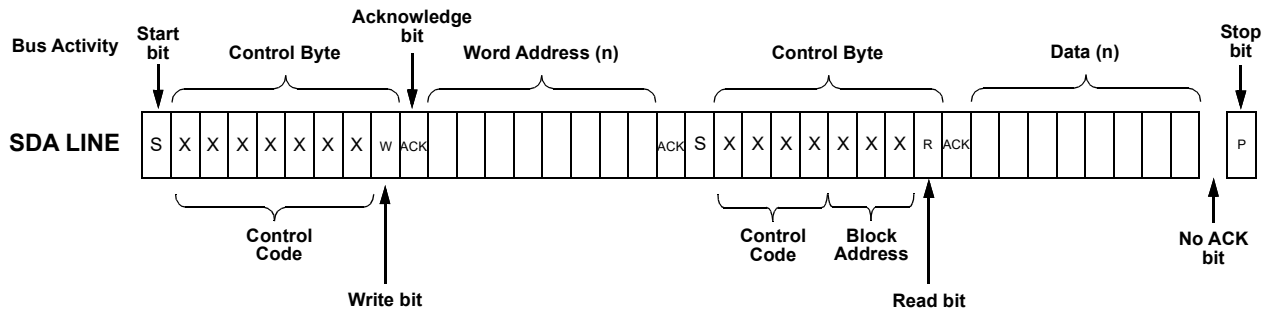 Bus Activity
Start
bit
Control Byte
Acknowledge
bit
Word Address (n)
Control Byte
Data (n)
Stop
bit
SDA LINE
S X X X X X X X W ACK ACK S X X X X X X X R ACK P
Control
Code
Write bit
Control
Code
Block
Address
Read bit
No ACK
bit